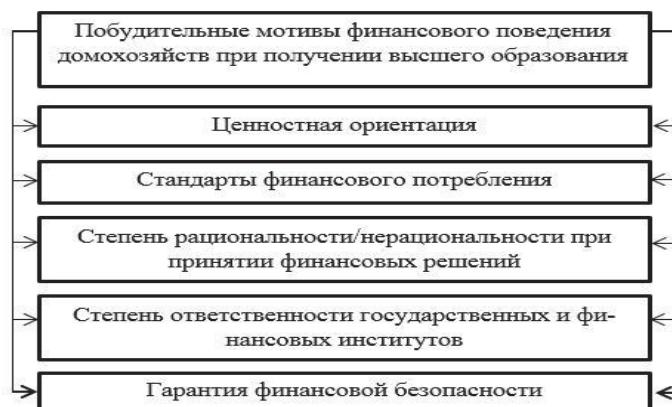 Побудительные мотивы финансового поведения
домохозяйств при получении высшего образования
Ценностная ориентация
Стандарты финансового потребления
Степень рациональности/нерациональности при
принятии финансовых решений
Степень ответственности государственных и фи-
нансовых институтов
Гарантия финансовой безопасности